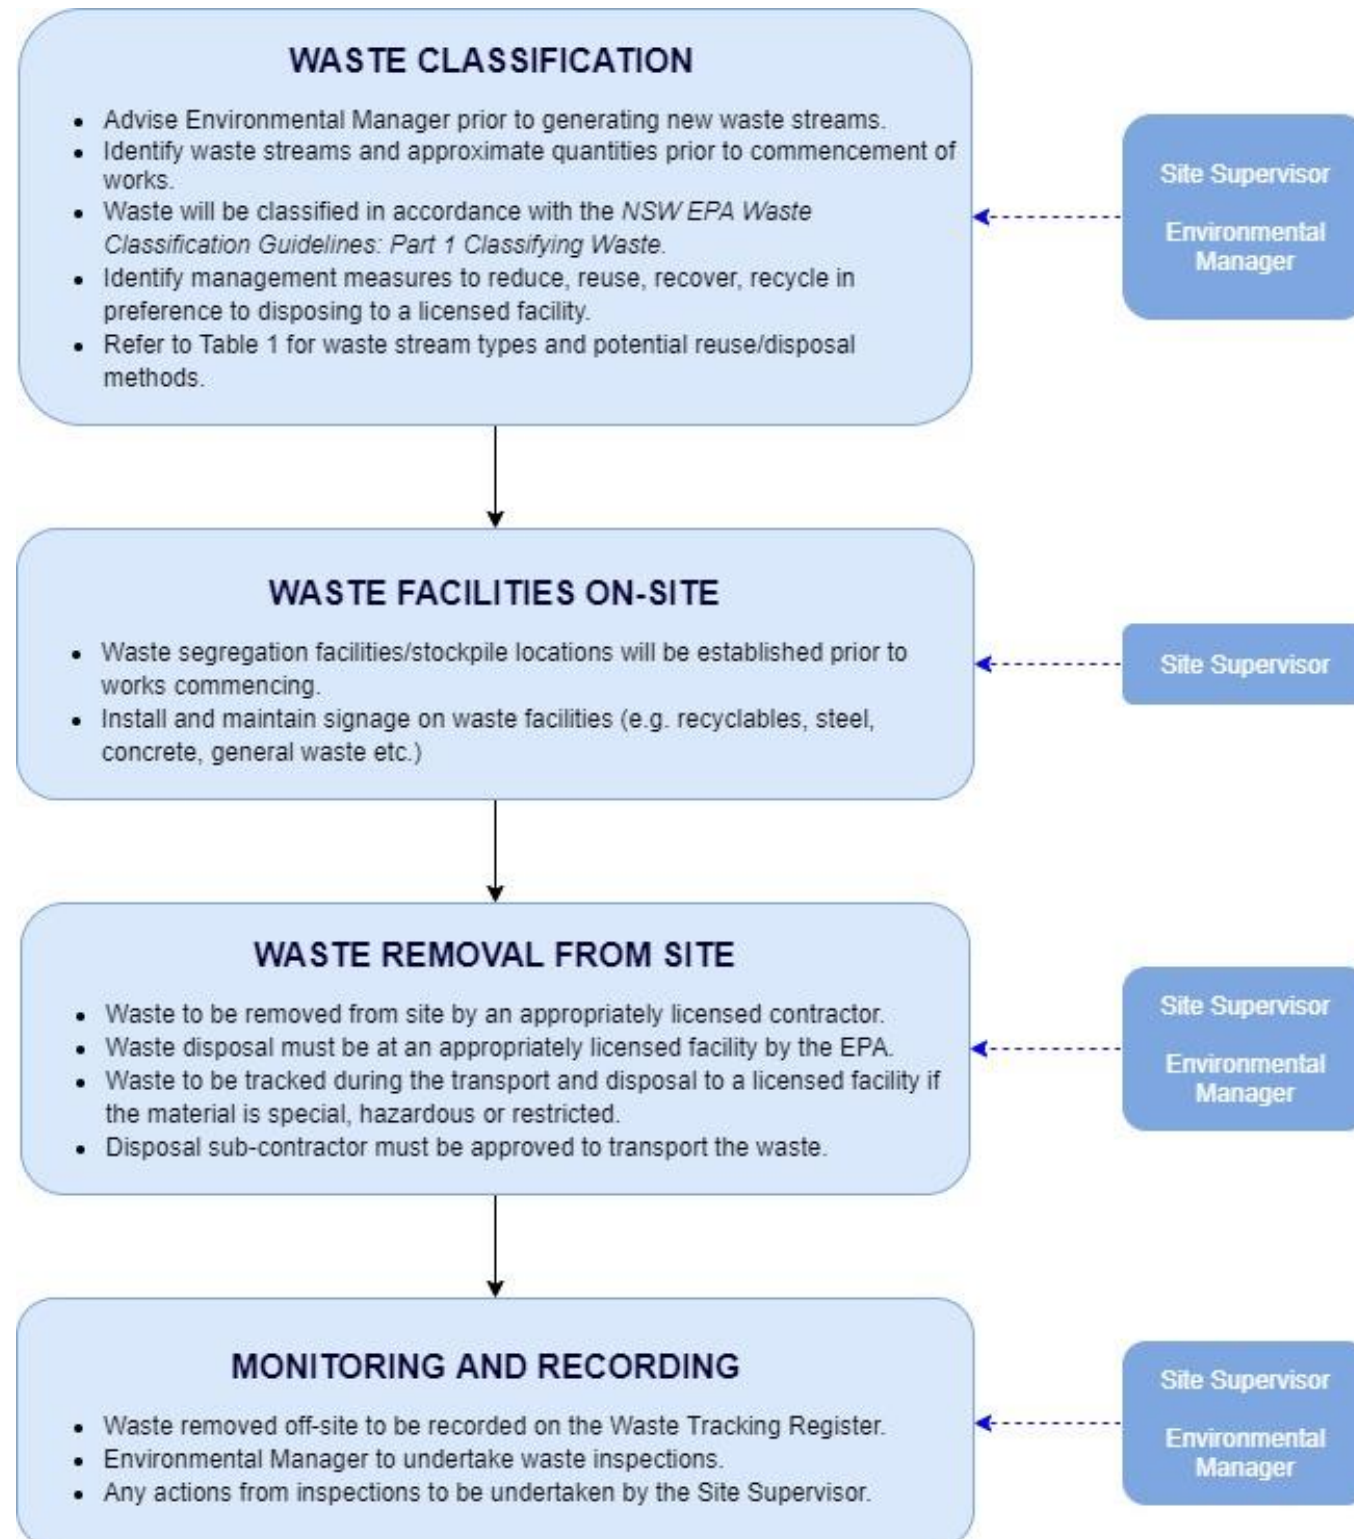 WASTE CLASSIFICATION
• Advise Environmental Manager prior to generating new waste streams.
• Identify waste streams and approximate quantities prior to commencement of
works.
• Waste will be classified in accordance with the NSW EPA Waste
Classification Guidelines: Part 1 Classifying Waste.
• Identify management measures to reduce, reuse, recover, recycle in
preference to disposing to a licensed facility.
• Refer to Table 1 for waste stream types and potential reuse/disposal
methods.
Site Supervisor
Environmental
Manager
WASTE FACILITIES ON-SITE
• Waste segregation facilities/stockpile locations will be established prior to
works commencing.
• Install and maintain signage on waste facilities (e.g. recyclables, steel,
concrete, general waste etc.)
Site Supervisor
WASTE REMOVAL FROM SITE
• Waste to be removed from site by an appropriately licensed contractor.
• Waste disposal must be at an appropriately licensed facility by the EPA.
• Waste to be tracked during the transport and disposal to a licensed facility if
the material is special, hazardous or restricted.
• Disposal sub-contractor must be approved to transport the waste.
Site Supervisor
Environmental
Manager
MONITORING AND RECORDING
• Waste removed off-site to be recorded on the Waste Tracking Register.
• Environmental Manager to undertake waste inspections.
• Any actions from inspections to be undertaken by the Site Supervisor.
Site Supervisor
Environmental
Manager